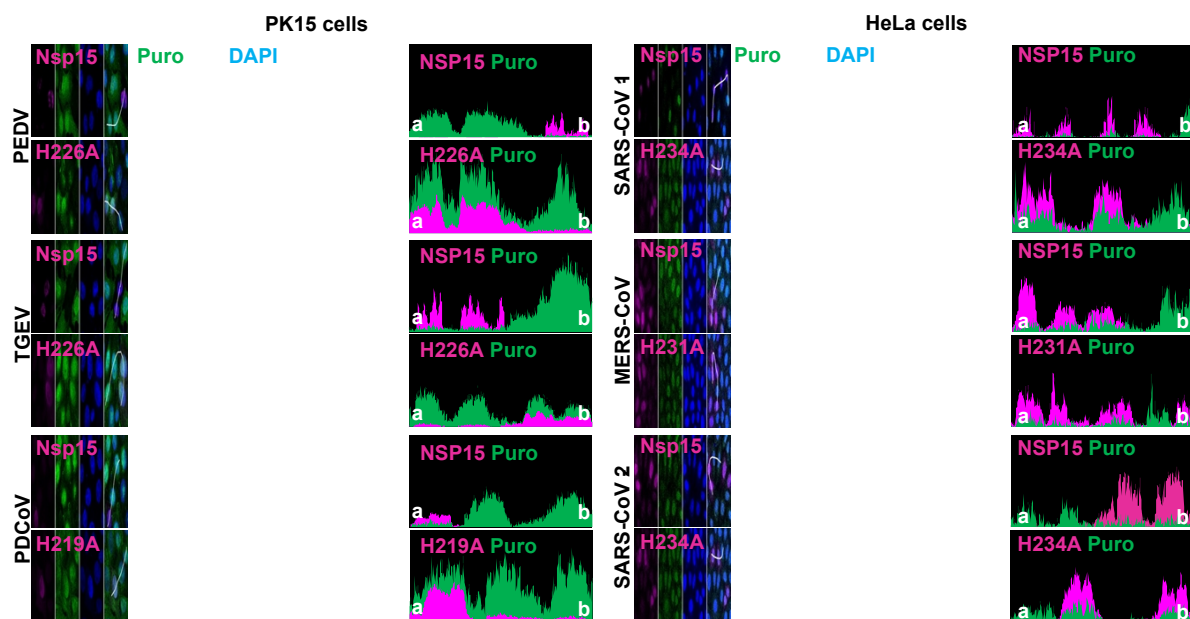 PK15 cells
HeLa cells
Nsp15 Puro DAPI
NSP15 Puro
Nsp15 Puro DAPI
NSP15 Puro
PEDV
a b
SARS-CoV 1
a b
H226A
H226A Puro
a b
H234A
H234A Puro
a b
TGEV
Nsp15
NSP15 Puro
a b
MERS-CoV
Nsp15
NSP15 Puro
a b
H226A
H226A Puro
a b
H231A
H231A Puro
a b
PDCoV
Nsp15
NSP15 Puro
a b
SARS-CoV 2
Nsp15
NSP15 Puro
a b
H219A
H219A Puro
a b
H234A
H234A Puro
a b